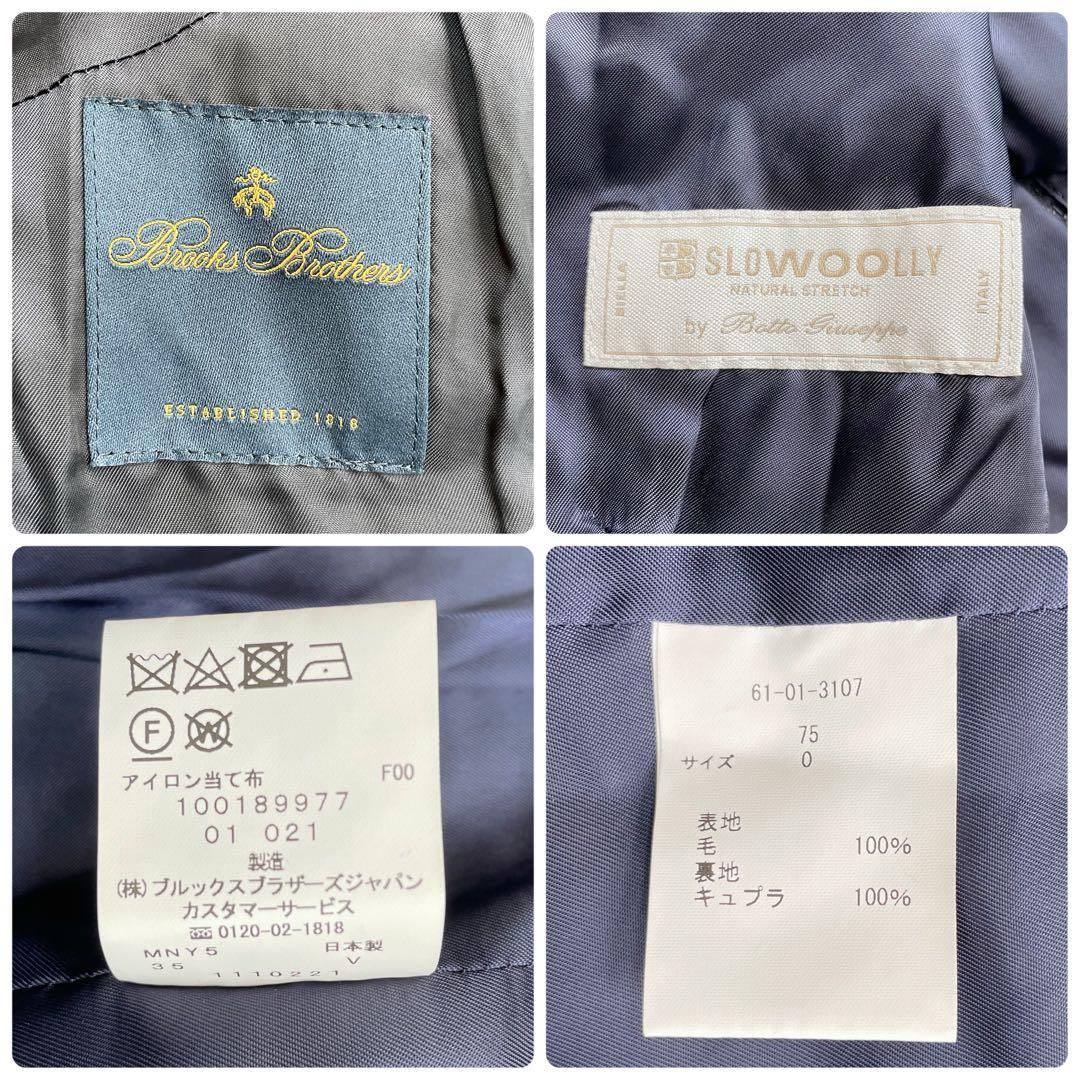 Brooks Brothers
ESTABLISHED 1818
BIELLA
SLOWOOLLY
NATURAL STRETCH
by Botto Giuseppe
ITALY
F
W
アイロン当て布 F00
100189977
01 021
製造
(株)ブルックスブラザーズジャパン
カスタマーサービス
0120-02-1818
MNY5 日本製
35 1110221 V
61-01-3107
75
サイズ 0
表地
毛 100%
裏地
キュプラ 100%